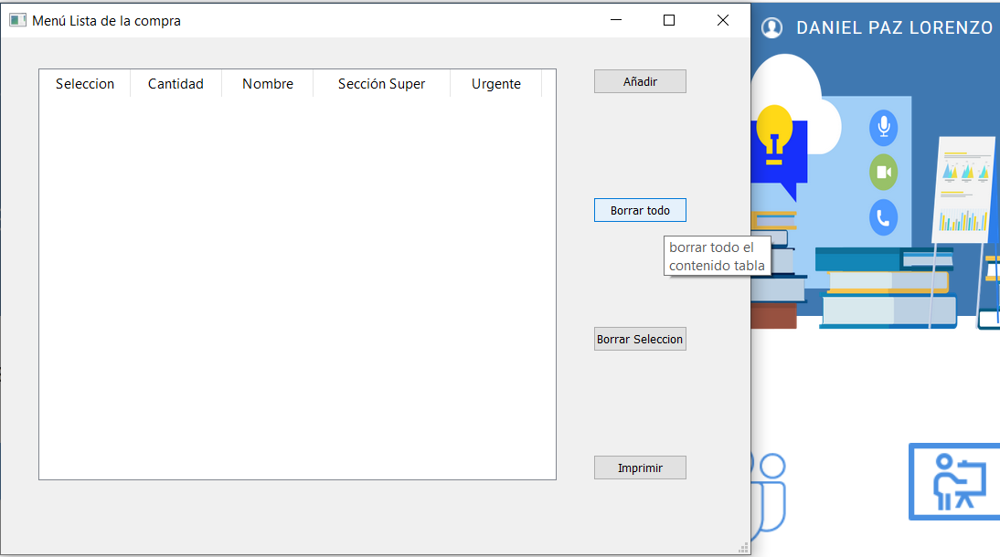 Menú Lista de la compra
DANIEL PAZ LORENZO
Seleccion Cantidad Nombre Sección Super Urgente
Añadir
Borrar todo
borrar todo el
contenido tabla
Borrar Seleccion
Imprimir